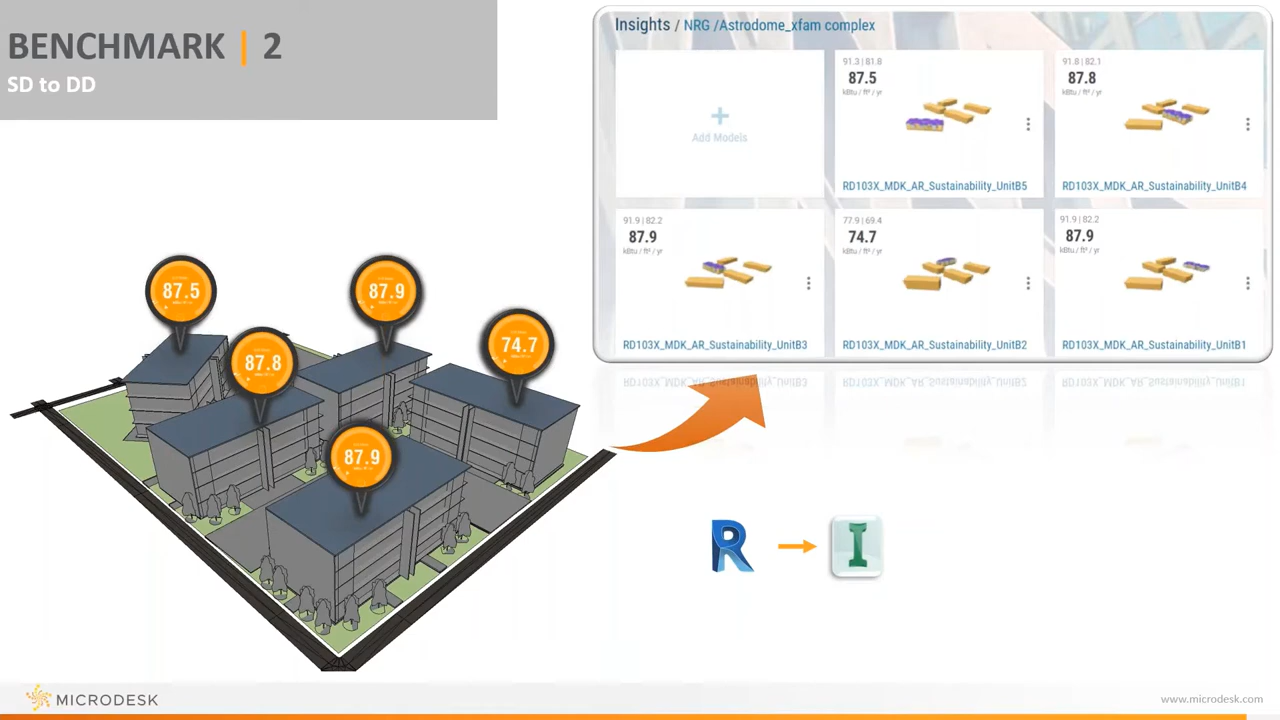 BENCHMARK | 2
SD to DD
Insights / NRG /Astrodome_xfam complex
Add Models
91.3 | 81.8
87.5
kBtu / ft² / yr
RD103X_MDK_AR_Sustainability_UnitB5
91.8 | 82.1
87.8
kBtu / ft² / yr
RD103X_MDK_AR_Sustainability_UnitB4
91.9 | 82.2
87.9
kBtu / ft² / yr
RD103X_MDK_AR_Sustainability_UnitB3
77.9 | 69.4
74.7
kBtu / ft² / yr
RD103X_MDK_AR_Sustainability_UnitB2
91.9 | 82.2
87.9
kBtu / ft² / yr
RD103X_MDK_AR_Sustainability_UnitB1
87.5
87.9
87.8
74.7
87.9
R
I
MICRODESK
www.microdesk.com